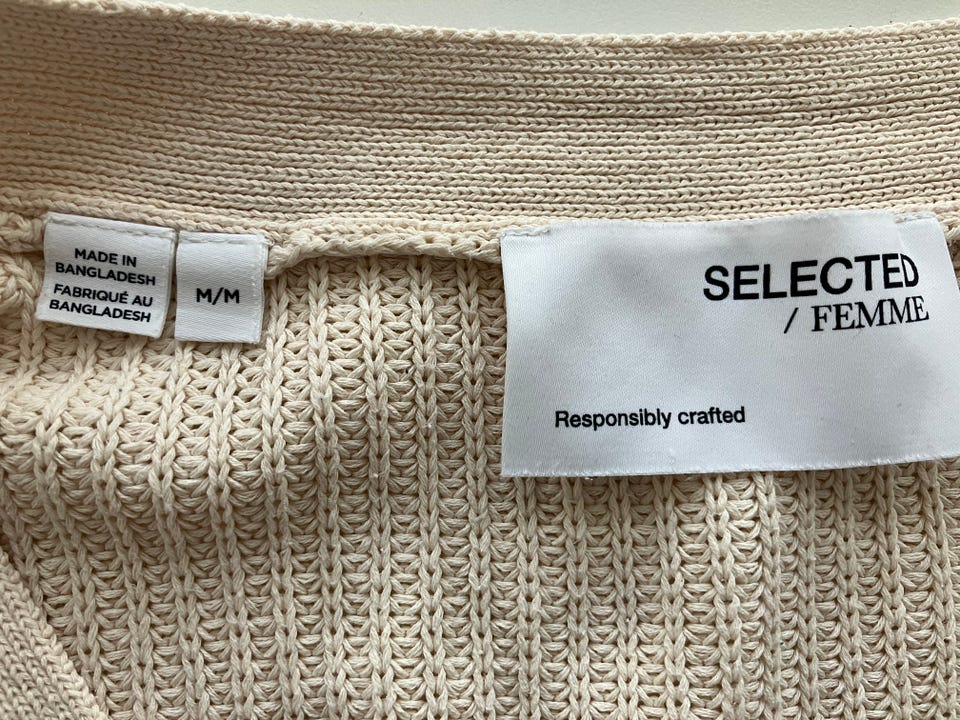 MADE IN
BANGLADESH
FABRIQUÉ AU
BANGLADESH
M/M
SELECTED
/ FEMME
Responsibly crafted